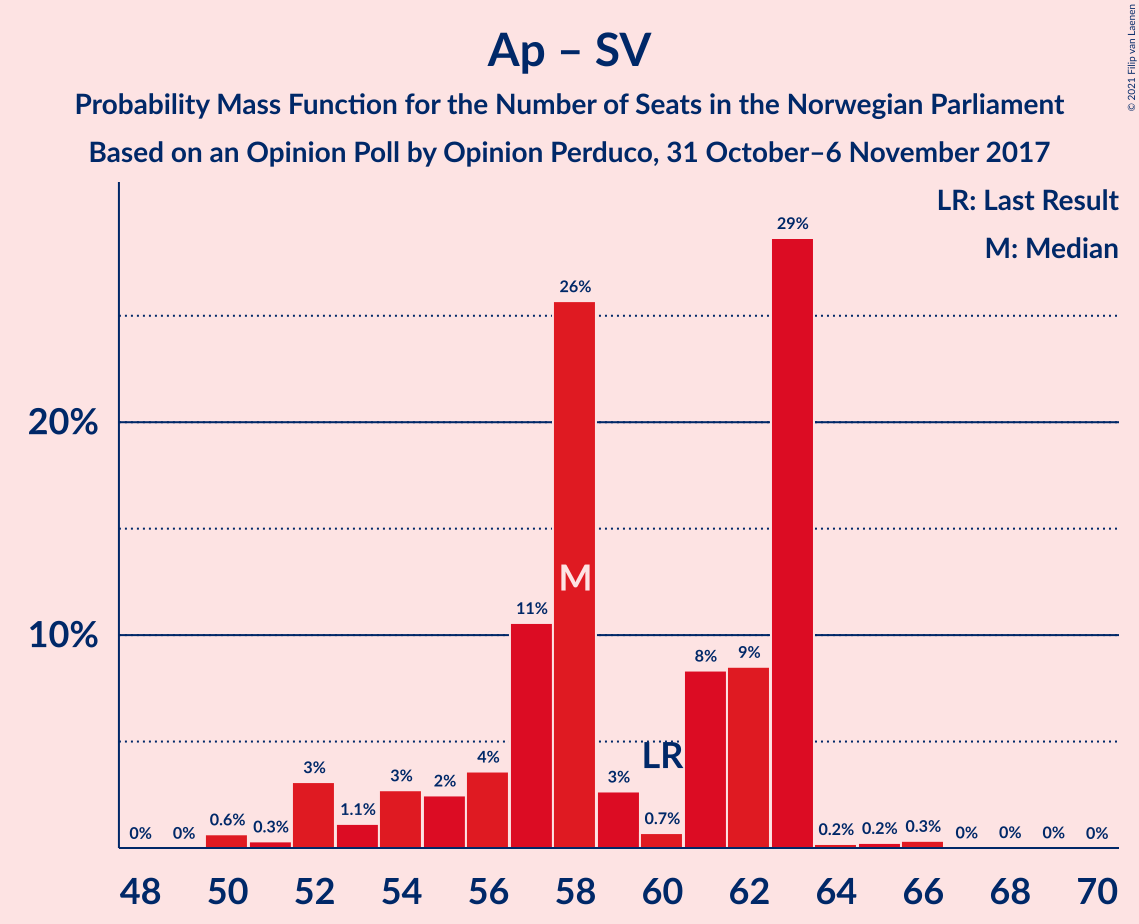 Ap – SV
Probability Mass Function for the Number of Seats in the Norwegian Parliament
Based on an Opinion Poll by Opinion Perduco, 31 October–6 November 2017
© 2021 Filip van Laenen
LR: Last Result
M: Median
20%
10%
0%
0%
0.6%
0.3%
3%
1.1%
3%
2%
4%
11%
26%
M
3%
LR
0.7%
8%
9%
29%
0.2%
0.2%
0.3%
0%
0%
0%
0%
48 50 52 54 56 58 60 62 64 66 68 70